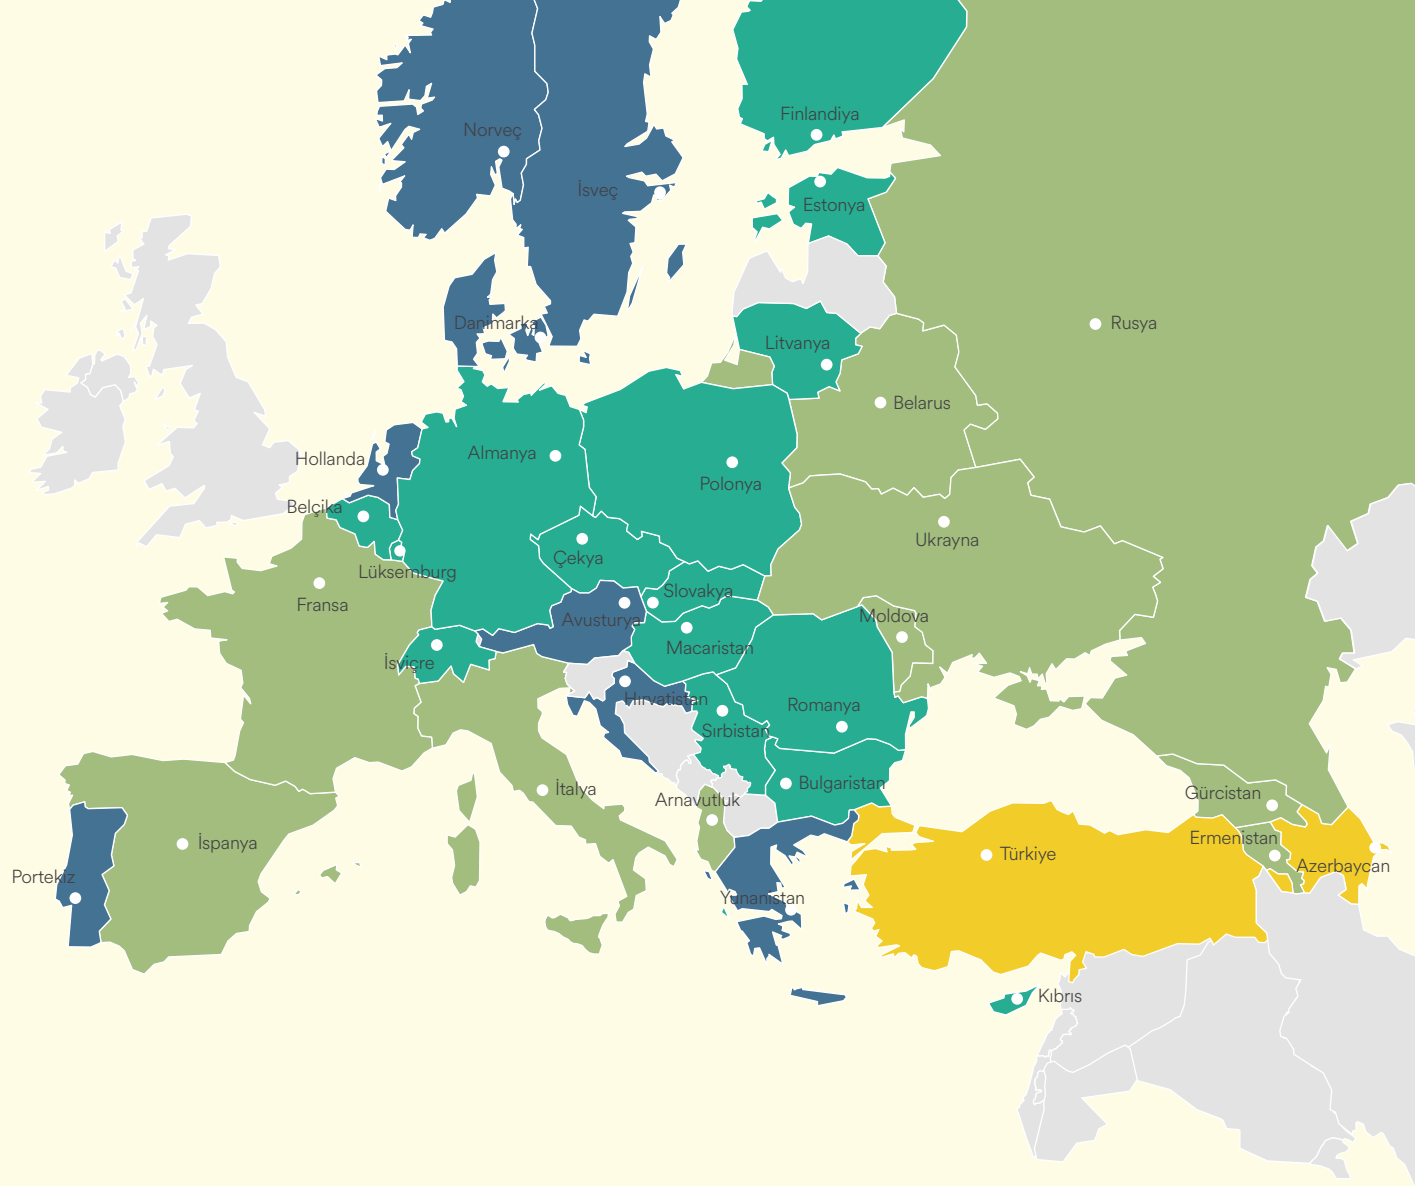 Finlandiya
Norveç
İsveç
Estonya
Danimarka
Rusya
Litvanya
Belarus
Hollanda
Almanya
Polonya
Belçika
Ukrayna
Çekya
Lüksemburg
Slovakya
Fransa
Avusturya
Moldova
Macaristan
İsviçre
Hırvatistan
Romanya
Sırbistan
Bulgaristan
İtalya
Gürcistan
Arnavutluk
Ermenistan
İspanya
Türkiye
Azerbaycan
Portekiz
Yunanistan
Kıbrıs